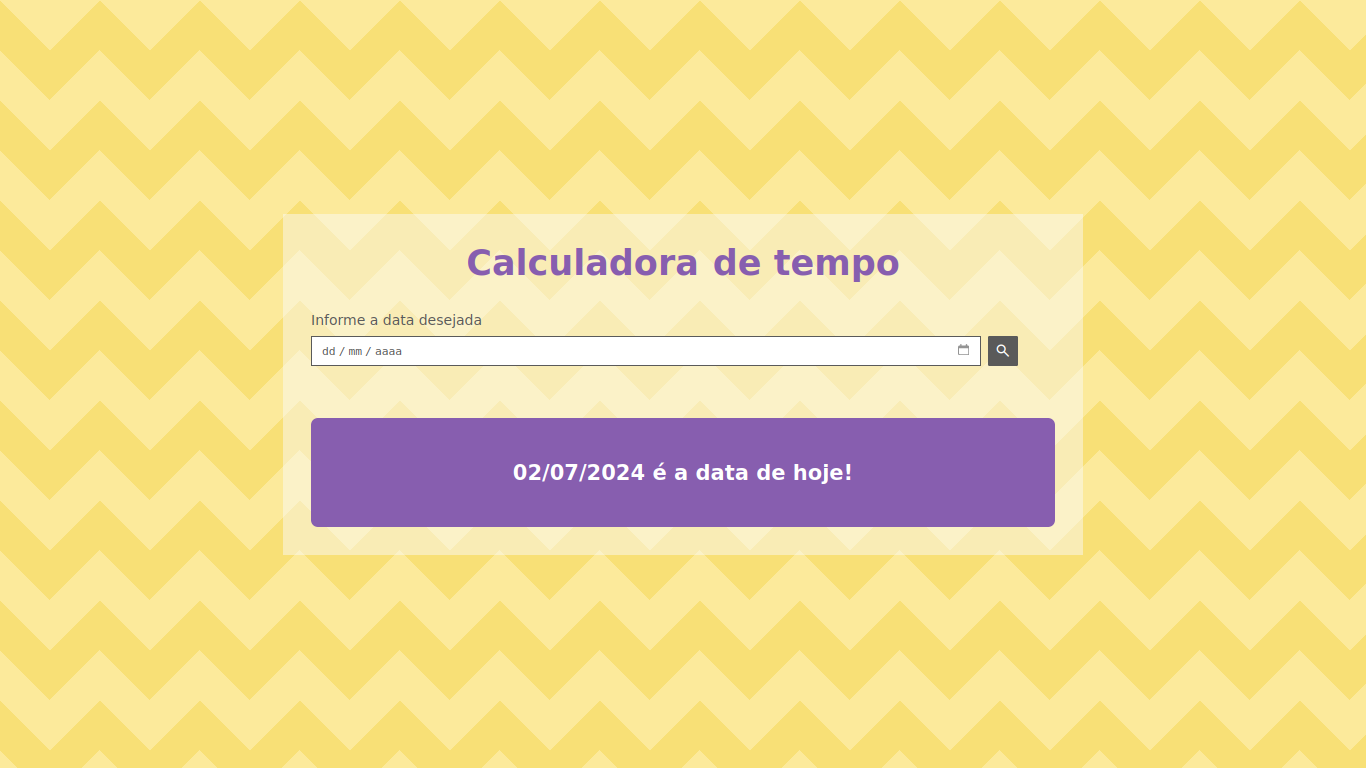 Calculadora de tempo
Informe a data desejada
dd / mm / aaaa
02/07/2024 é a data de hoje!